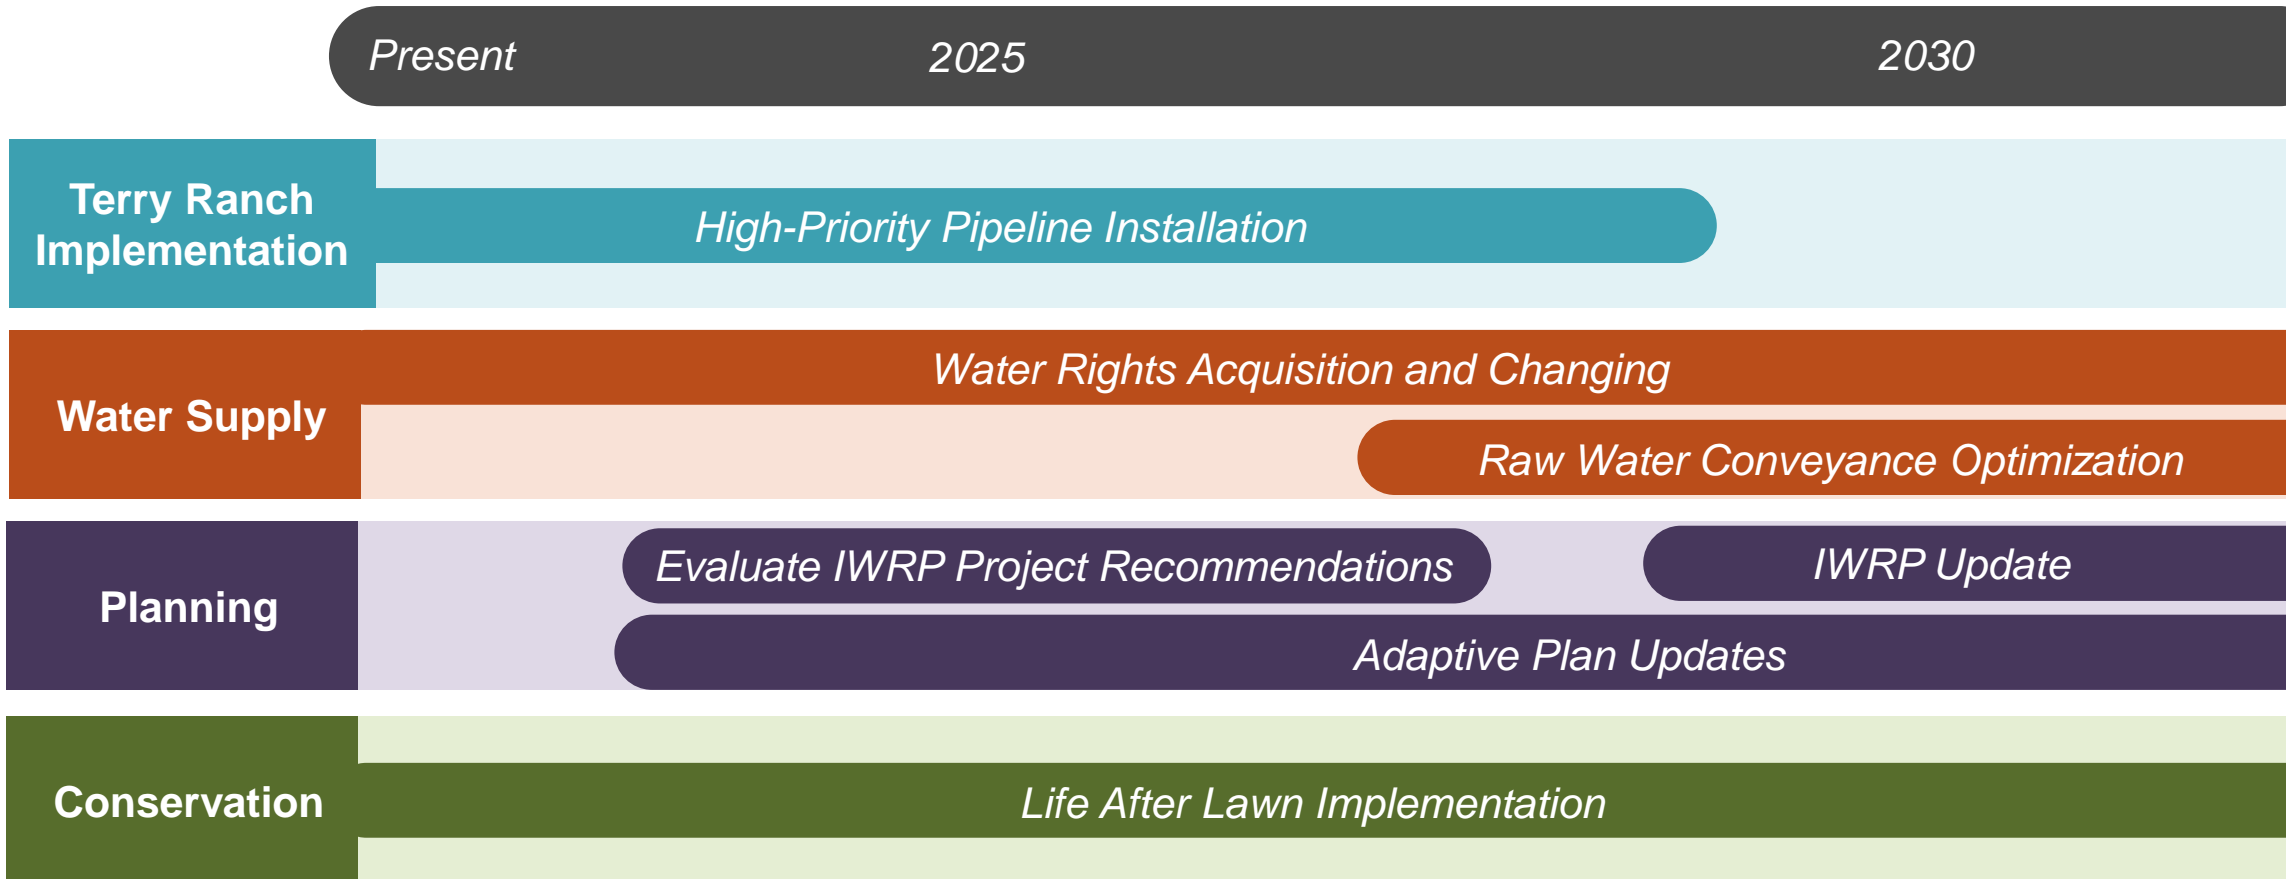 Present 2025 2030
Terry Ranch
Implementation
High-Priority Pipeline Installation
Water Supply
Water Rights Acquisition and Changing
Raw Water Conveyance Optimization
Planning
Evaluate IWRP Project Recommendations
IWRP Update
Adaptive Plan Updates
Conservation
Life After Lawn Implementation